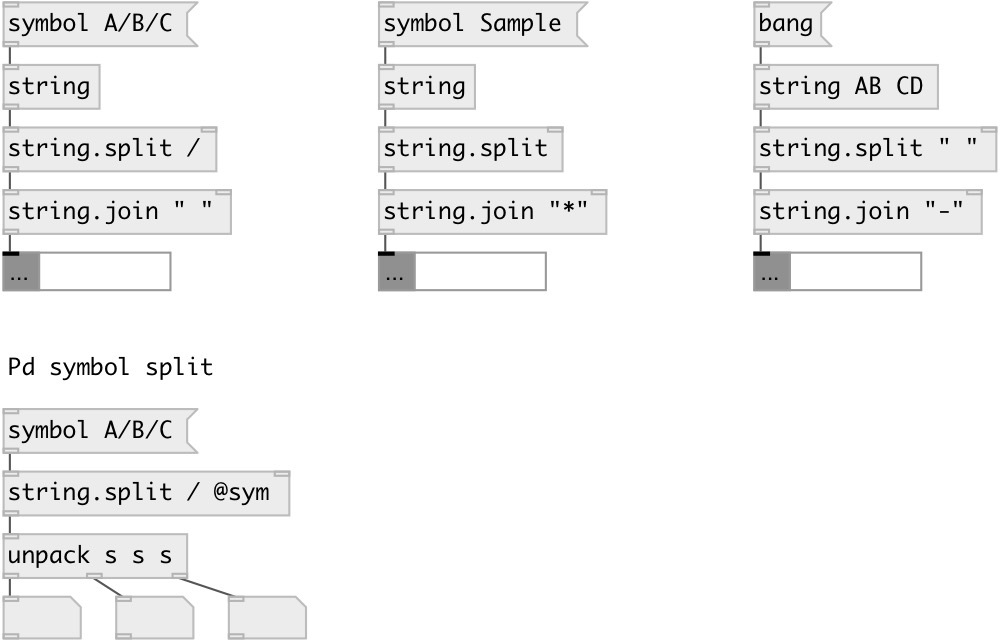 symbol A/B/C
string
string.split /
string.join " "
...
symbol Sample
string
string.split
string.join "*"
...
bang
string AB CD
string.split " "
string.join "-"
...
Pd symbol split
symbol A/B/C
string.split / @sym
unpack s s s